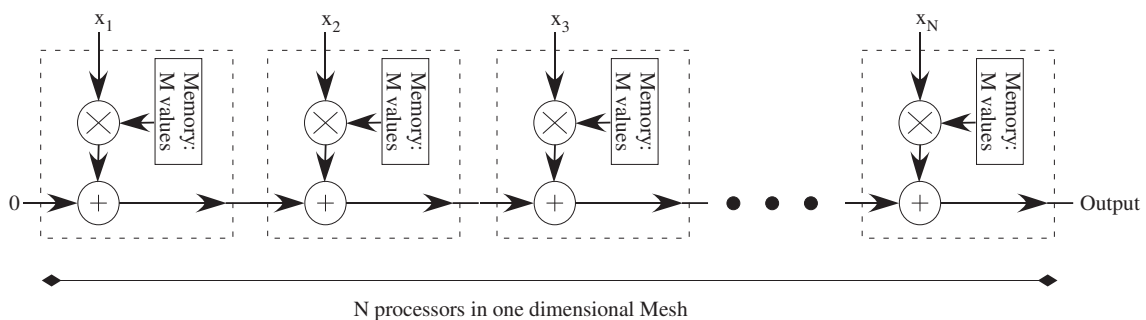 x1
x2
x3
xN
Memory:
M values
Memory:
M values
Memory:
M values
Memory:
M values
×
×
×
×
0
+
+
+
+
Output
N processors in one dimensional Mesh